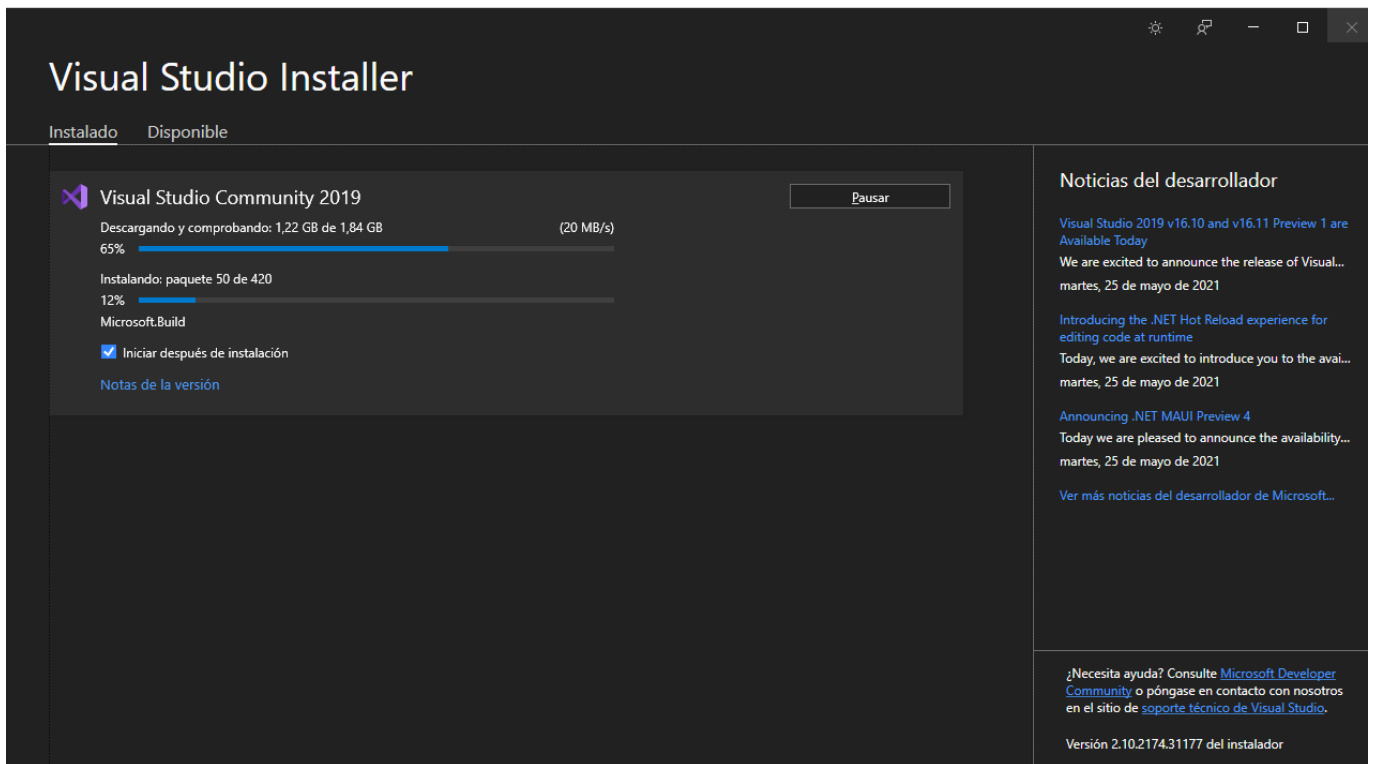 Visual Studio Installer
Instalado Disponible
Visual Studio Community 2019
Pausar
Descargando y comprobando: 1,22 GB de 1,84 GB (20 MB/s)
65%
Instalando: paquete 50 de 420
12%
Microsoft.Build
Iniciar después de instalación
Notas de la versión
Noticias del desarrollador
Visual Studio 2019 v16.10 and v16.11 Preview 1 are
Available Today
We are excited to announce the release of Visual...
martes, 25 de mayo de 2021
Introducing the .NET Hot Reload experience for
editing code at runtime
Today, we are excited to introduce you to the avai...
martes, 25 de mayo de 2021
Announcing .NET MAUI Preview 4
Today we are pleased to announce the availability...
martes, 25 de mayo de 2021
Ver más noticias del desarrollador de Microsoft...
¿Necesita ayuda? Consulte Microsoft Developer
Community o póngase en contacto con nosotros
en el sitio de soporte técnico de Visual Studio.
Versión 2.10.2174.31177 del instalador